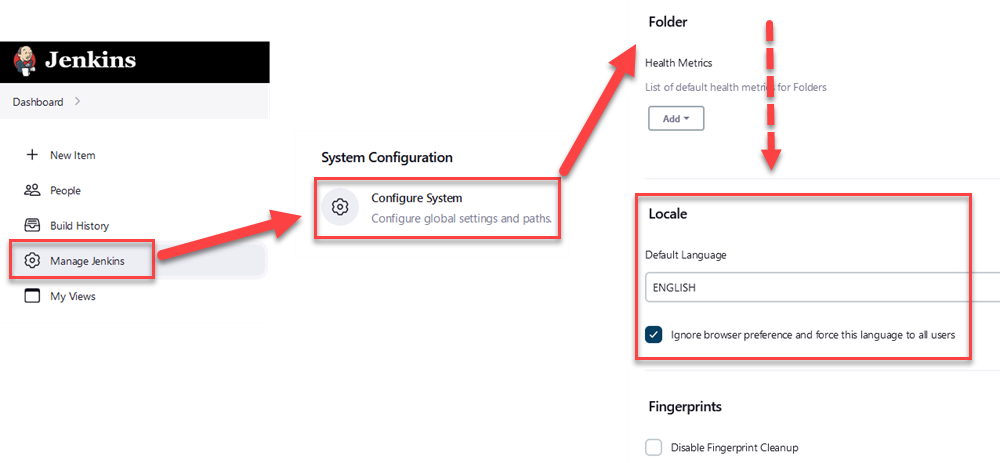 Jenkins
Dashboard
New Item
People
Build History
Manage Jenkins
My Views
System Configuration
Configure System
Configure global settings and paths.
Folder
Health Metrics
List of default health metrics for Folders
Add
Locale
Default Language
ENGLISH
Ignore browser preference and force this language to all users
Fingerprints
Disable Fingerprint Cleanup